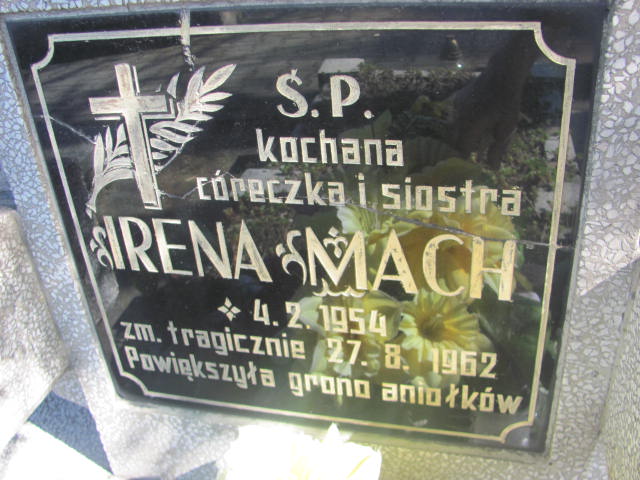 Ś.P.
kochana
córeczka i siostra
IRENA MACH
4.2.1954
zm. tragicznie 27.8.1962
Powiększyła grono aniołków